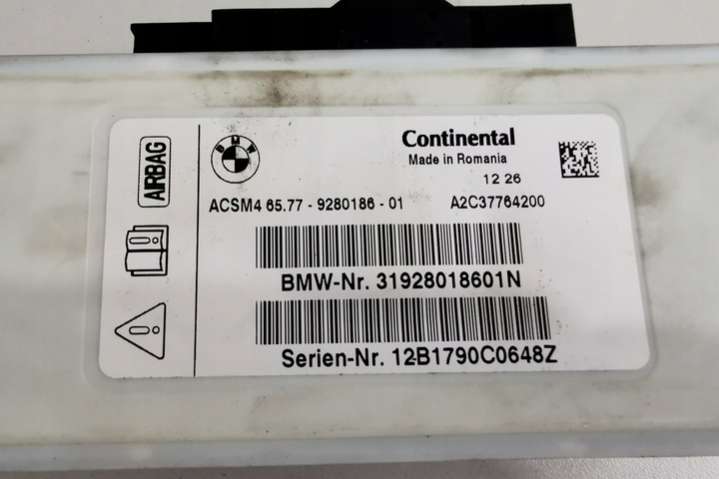 AIRBAG
BMW
Continental
Made in Romania
12 26
ACSM4 65.77 - 9280186 - 01 A2C37764200
BMW-Nr. 31928018601N
Serien-Nr. 12B1790C0648Z